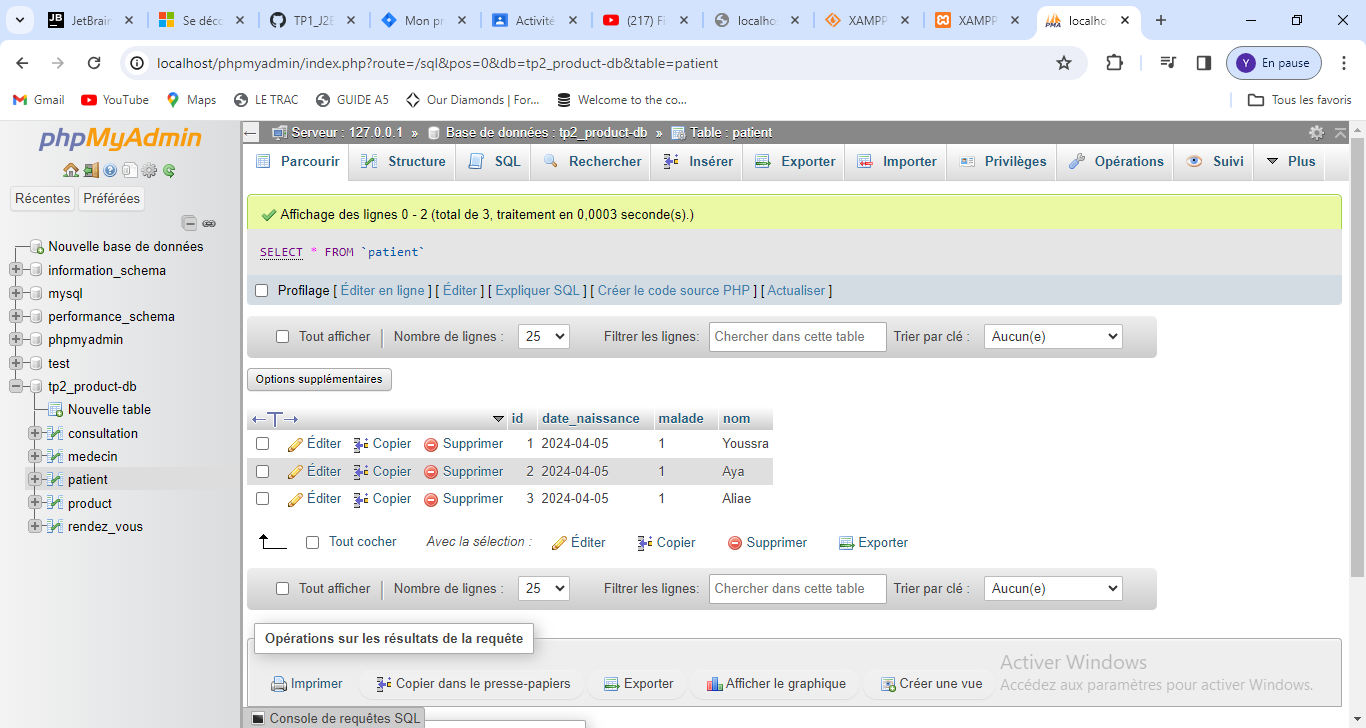 JetBrain
Se déco
TP1_J2E
Mon pr
Activité
(217) Fi
localho
XAMPP
XAMPP
localho
localhost/phpmyadmin/index.php?route=/sql&pos=0&db=tp2_product-db&table=patient
Y En pause
Gmail YouTube Maps LE TRAC GUIDE A5 Our Diamonds | For... Welcome to the co... Tous les favoris
phpMyAdmin
Récentes Préférées
Nouvelle base de données
information_schema
mysql
performance_schema
phpmyadmin
test
tp2_product-db
Nouvelle table
consultation
medecin
patient
product
rendez_vous
Serveur : 127.0.0.1 » Base de données : tp2_product-db » Table : patient
Parcourir Structure SQL Rechercher Insérer Exporter Importer Privilèges Opérations Suivi Plus
Affichage des lignes 0 - 2 (total de 3, traitement en 0,0003 seconde(s).)
SELECT * FROM `patient`
Profilage [ Éditer en ligne ] [ Éditer ] [ Expliquer SQL ] [ Créer le code source PHP ] [ Actualiser ]
Tout afficher Nombre de lignes : 25 Filtrer les lignes: Chercher dans cette table Trier par clé : Aucun(e)
Options supplémentaires
←T→ id date_naissance malade nom
Éditer Copier Supprimer 1 2024-04-05 1 Youssra
Éditer Copier Supprimer 2 2024-04-05 1 Aya
Éditer Copier Supprimer 3 2024-04-05 1 Aliae
Tout cocher Avec la sélection : Éditer Copier Supprimer Exporter
Tout afficher Nombre de lignes : 25 Filtrer les lignes: Chercher dans cette table Trier par clé : Aucun(e)
Opérations sur les résultats de la requête
Imprimer Copier dans le presse-papiers Exporter Afficher le graphique Créer une vue
Activer Windows
Accédez aux paramètres pour activer Windows.
Console de requêtes SQL